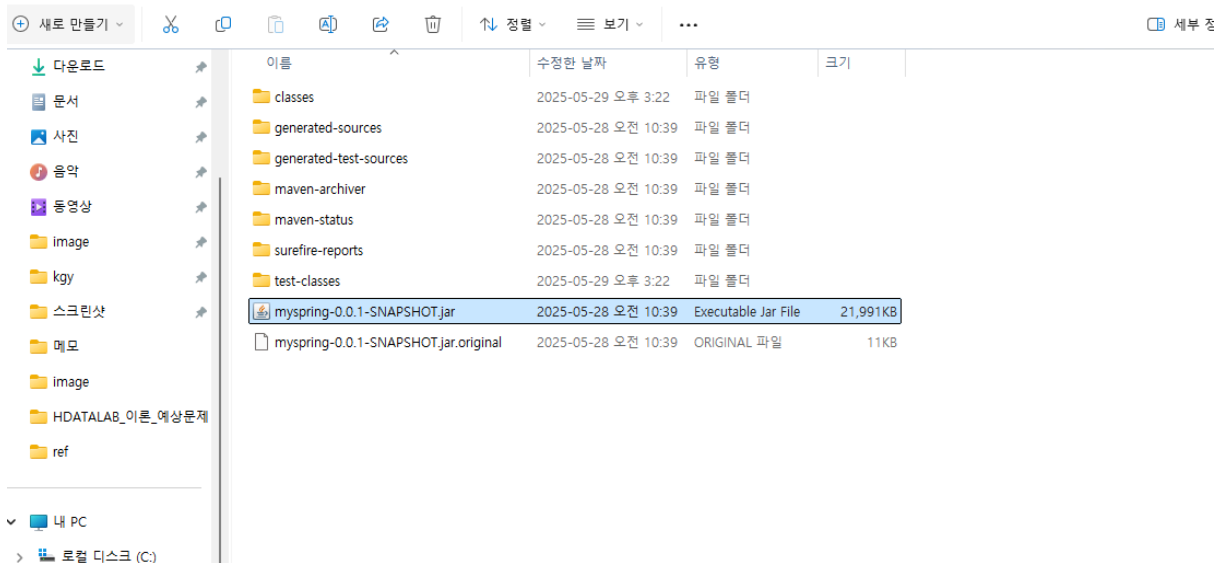 새로 만들기 정렬 보기 ••• 세부 정
다운로드
문서
사진
음악
동영상
image
kgy
스크린샷
메모
image
HDATALAB_이론_예상문제
ref
내 PC
로컬 디스크 (C:)
이름 수정한 날짜 유형 크기
classes 2025-05-29 오후 3:22 파일 폴더
generated-sources 2025-05-28 오전 10:39 파일 폴더
generated-test-sources 2025-05-28 오전 10:39 파일 폴더
maven-archiver 2025-05-28 오전 10:39 파일 폴더
maven-status 2025-05-28 오전 10:39 파일 폴더
surefire-reports 2025-05-28 오전 10:39 파일 폴더
test-classes 2025-05-29 오후 3:22 파일 폴더
myspring-0.0.1-SNAPSHOT.jar 2025-05-28 오전 10:39 Executable Jar File 21,991KB
myspring-0.0.1-SNAPSHOT.jar.original 2025-05-28 오전 10:39 ORIGINAL 파일 11KB